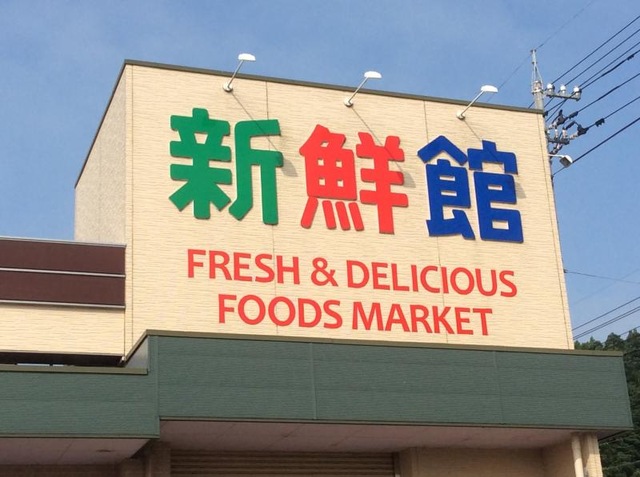 新鮮館
FRESH & DELICIOUS
FOODS MARKET